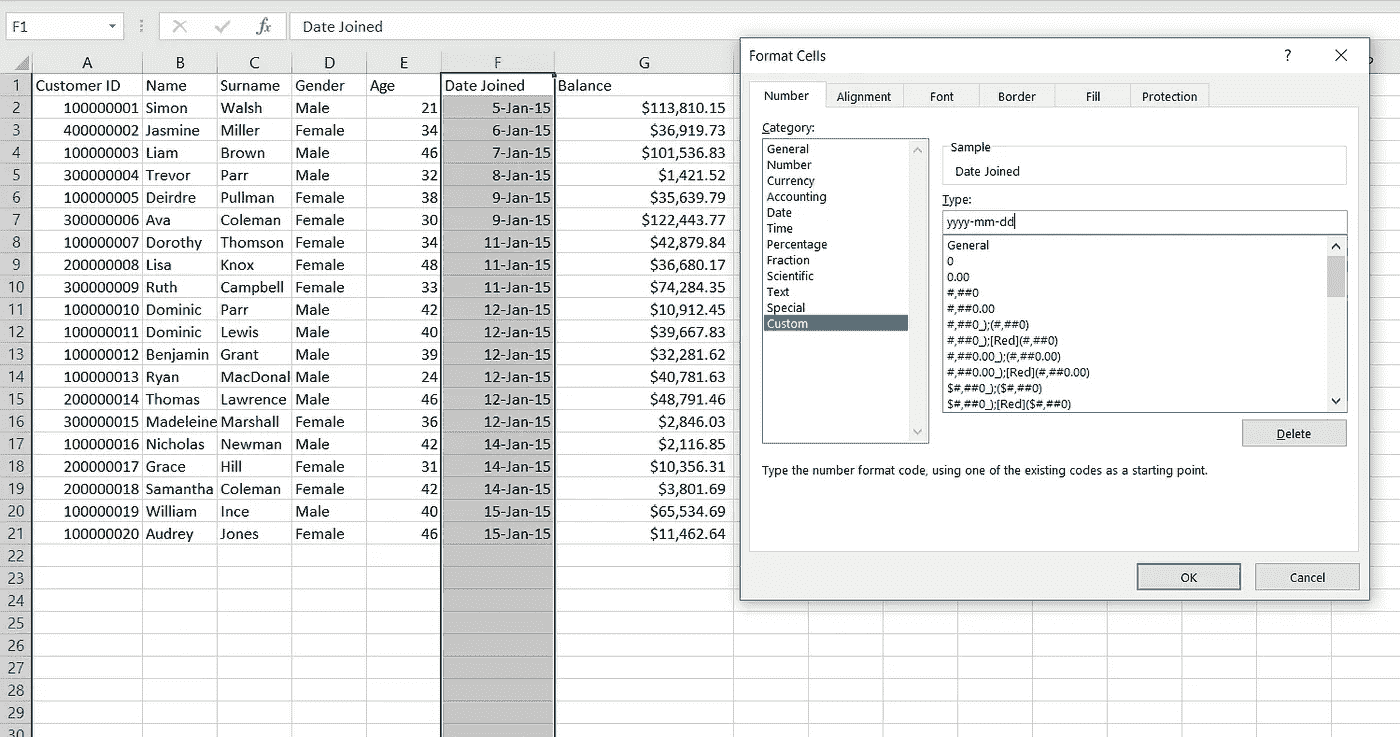 F1 fx Date Joined
A B C D E F G
1 Customer ID Name Surname Gender Age Date Joined Balance
2 100000001 Simon Walsh Male 21 5-Jan-15 $113,810.15
3 400000002 Jasmine Miller Female 34 6-Jan-15 $36,919.73
4 100000003 Liam Brown Male 46 7-Jan-15 $101,536.83
5 300000004 Trevor Parr Male 32 8-Jan-15 $1,421.52
6 100000005 Deirdre Pullman Female 38 9-Jan-15 $35,639.79
7 300000006 Ava Coleman Female 30 9-Jan-15 $122,443.77
8 100000007 Dorothy Thomson Female 34 11-Jan-15 $42,879.84
9 200000008 Lisa Knox Female 48 11-Jan-15 $36,680.17
10 300000009 Ruth Campbell Female 33 11-Jan-15 $74,284.35
11 100000010 Dominic Parr Male 42 12-Jan-15 $10,912.45
12 100000011 Dominic Lewis Male 40 12-Jan-15 $39,667.83
13 100000012 Benjamin Grant Male 39 12-Jan-15 $32,281.62
14 100000013 Ryan MacDonal Male 24 12-Jan-15 $40,781.63
15 200000014 Thomas Lawrence Male 46 12-Jan-15 $48,791.46
16 300000015 Madeleine Marshall Female 36 12-Jan-15 $2,846.03
17 100000016 Nicholas Newman Male 42 14-Jan-15 $2,116.85
18 200000017 Grace Hill Female 31 14-Jan-15 $10,356.31
19 200000018 Samantha Coleman Female 42 14-Jan-15 $3,801.69
20 100000019 William Ince Male 40 15-Jan-15 $65,534.69
21 100000020 Audrey Jones Female 46 15-Jan-15 $11,462.64
22
23
24
25
26
27
28
29
30
Format Cells ?
Number Alignment Font Border Fill Protection
Category:
General
Number
Currency
Accounting
Date
Time
Percentage
Fraction
Scientific
Text
Special
Custom
Sample
Date Joined
Type:
yyyy-mm-dd
General
0
0.00
#,##0
#,##0.00
#,##0_);(#,##0)
#,##0_);[Red](#,##0)
#,##0.00_);(#,##0.00)
#,##0.00_);[Red](#,##0.00)
$#,##0_);($#,##0)
$#,##0_);[Red]($#,##0)
Delete
Type the number format code, using one of the existing codes as a starting point.
OK Cancel